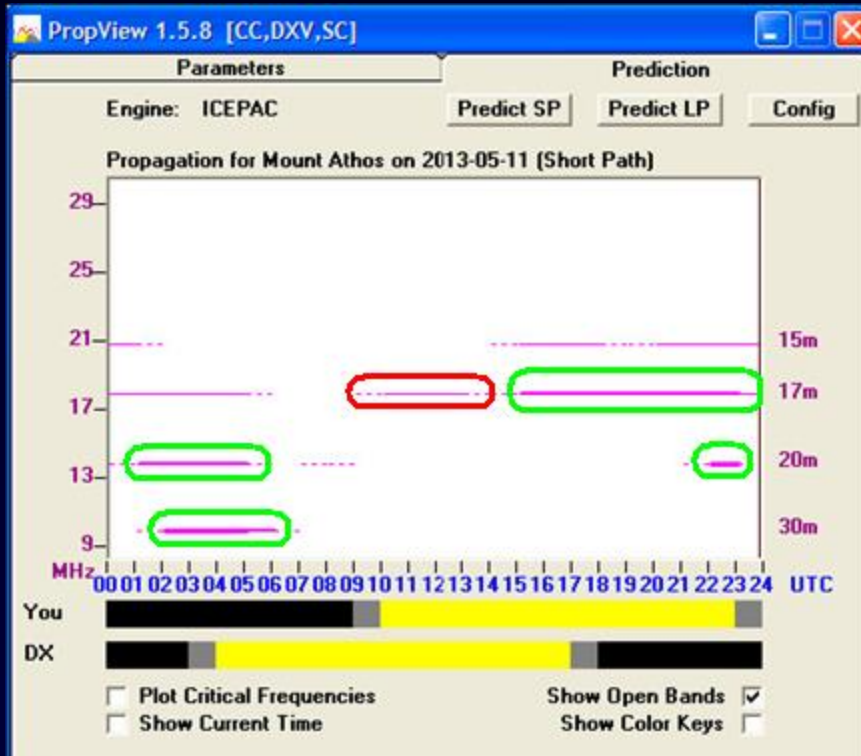 PropView 1.5.8 [CC,DXV,SC]
Parameters Prediction
Engine: ICEPAC Predict SP Predict LP Config
Propagation for Mount Athos on 2013-05-11 (Short Path)
29
25
21 15m
17 17m
13 20m
9 30m
MHz 00 01 02 03 04 05 06 07 08 09 10 11 12 13 14 15 16 17 18 19 20 21 22 23 24 UTC
You
DX
Plot Critical Frequencies Show Open Bands
Show Current Time Show Color Keys